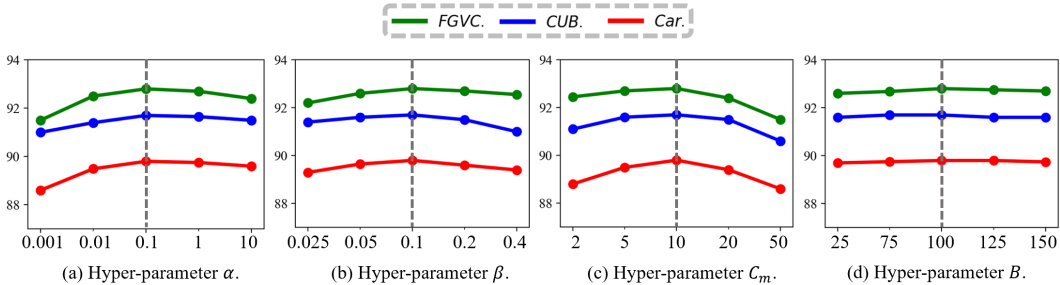 FGVC. CUB. Car.
94 94 94 94
92 92 92 92
90 90 90 90
88 88 88 88
0.001 0.01 0.1 1 10 0.025 0.05 0.1 0.2 0.4 2 5 10 20 50 25 75 100 125 150
(a) Hyper-parameter α. (b) Hyper-parameter β. (c) Hyper-parameter C_m. (d) Hyper-parameter B.